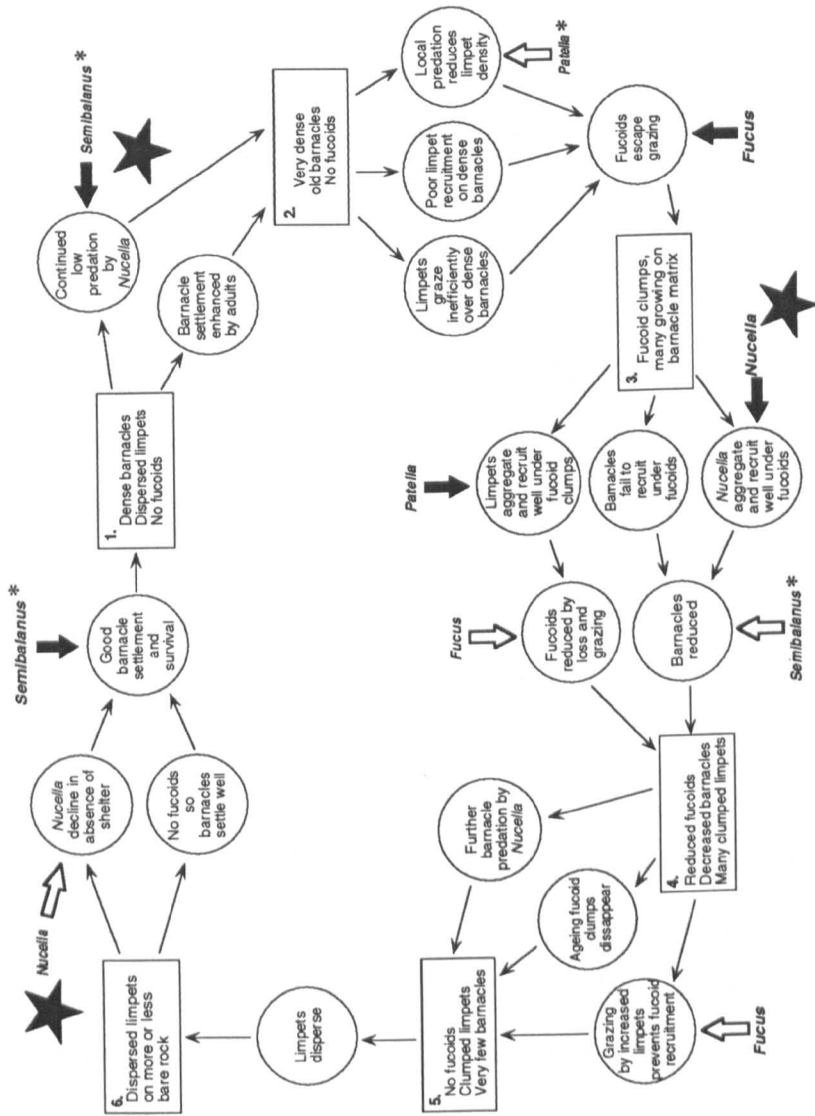 Semibalanus *
Continued
low
predation
by
Nucella
Barnacle
settlement
enhanced
by adults
1. Dense barnacles
Dispersed limpets
No fucoids
2. Very dense
old barnacles
No fucoids
Local
predation
reduces
limpet
density
Patella *
Poor limpet
recruitment
on dense
barnacles
Limpets
graze
inefficiently
over dense
barnacles
Fucoids
escape
grazing
Fucus
3. Fucoid clumps,
many growing on
barnacle matrix
Patella
Limpets
aggregate
and recruit
well under
fucoid
clumps
Barnacles
fail to
recruit
under
fucoids
Nucella
aggregate
and recruit
well under
fucoids
Nucella
Fucus
Fucoids
reduced by
loss and
grazing
Barnacles
reduced
Semibalanus *
4. Reduced fucoids
Decreased barnacles
Many clumped limpets
Further
barnacle
predation by
Nucella
Ageing fucoid
clumps
dissappear
Grazing
by increased
limpets
prevents fucoid
recruitment
Fucus
5. No fucoids
Clumped limpets
Very few barnacles
Limpets
disperse
6. Dispersed limpets
on more or less
bare rock
Nucella
Nucella
decline in
absence of
shelter
No fucoids
so
barnacles
settle well
Semibalanus *
Good
barnacle
settlement
and
survival